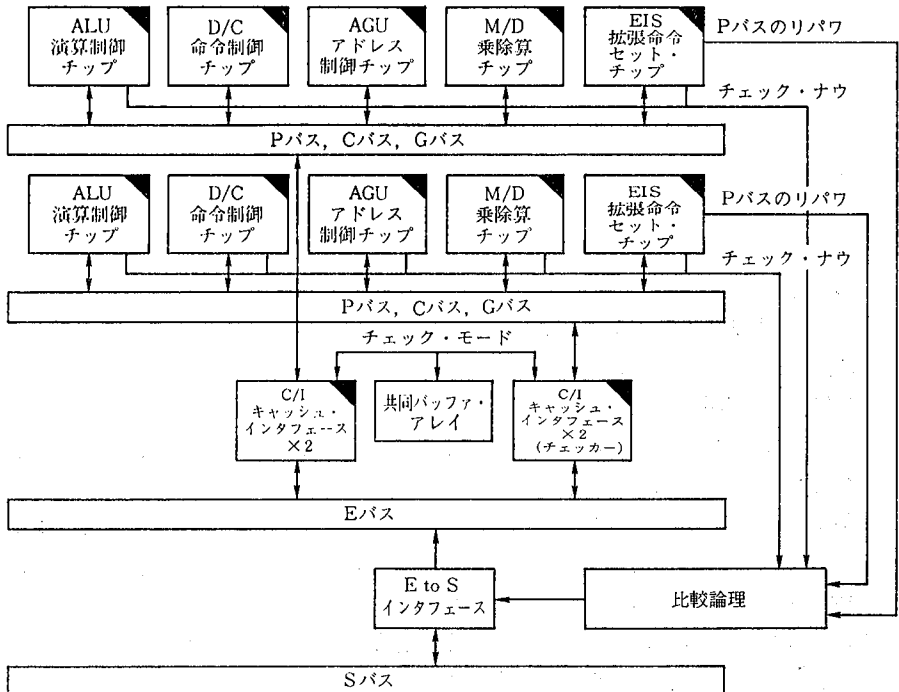 ALU
演算制御
チップ
D/C
命令制御
チップ
AGU
アドレス
制御チップ
M/D
乗除算
チップ
EIS
拡張命令
セット・
チップ
Pバスのリパワ
チェック・ナウ
Pバス, Cバス, Gバス
ALU
演算制御
チップ
D/C
命令制御
チップ
AGU
アドレス
制御チップ
M/D
乗除算
チップ
EIS
拡張命令
セット・
チップ
Pバスのリパワ
チェック・ナウ
Pバス, Cバス, Gバス
チェック・モード
C/I
キャッシュ・
インタフェース
×2
共同バッファ・
アレイ
C/I
キャッシュ・
インタフェース
×2
(チェッカー)
Eバス
E to S
インタフェース
比較論理
Sバス